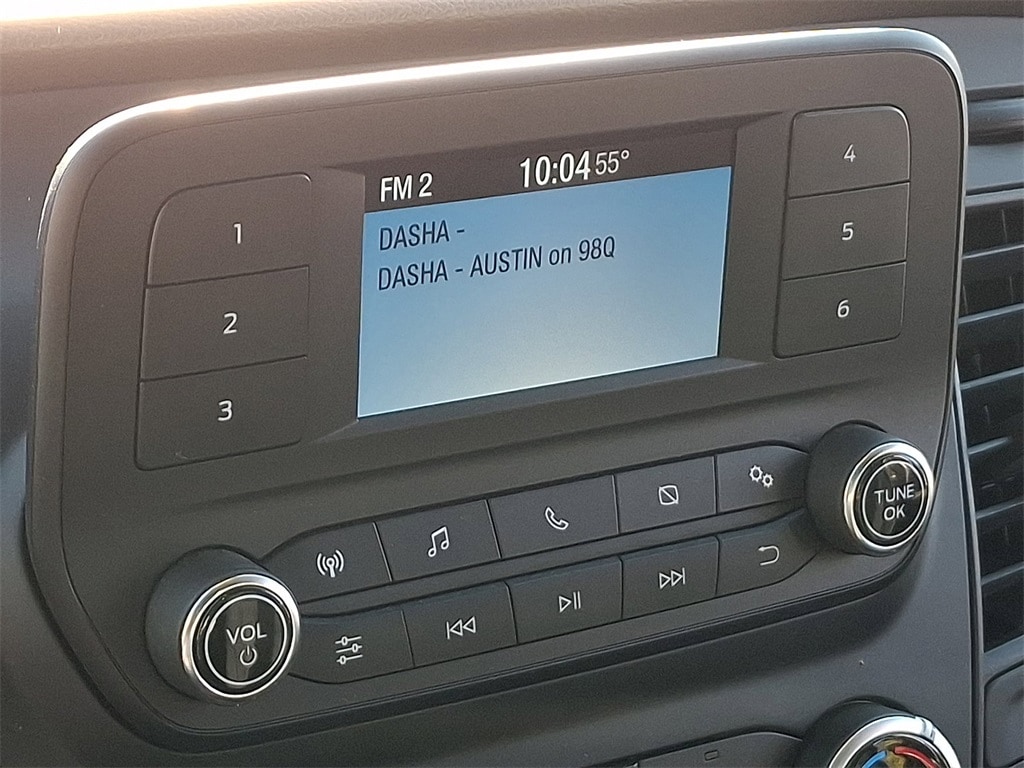 FM 2 10:04 55°
DASHA -
DASHA - AUSTIN on 98Q
1
2
3
4
5
6
VOL
TUNE
OK